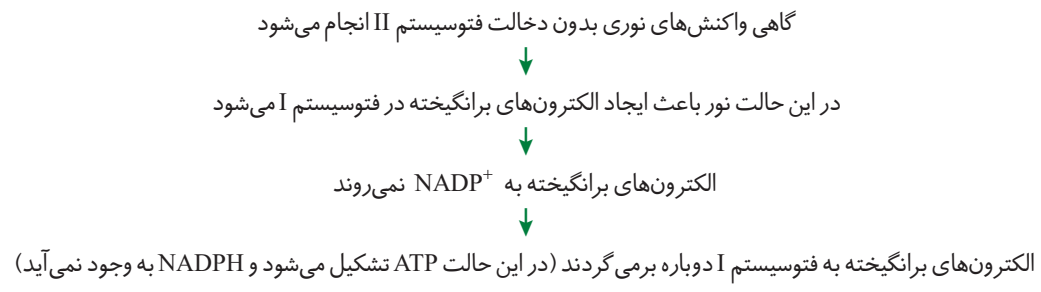 گاهی واکنش‌های نوری بدون دخالت فتوسیستم II انجام می‌شود
در این حالت نور باعث ایجاد الکترون‌های برانگیخته در فتوسیستم I می‌شود
الکترون‌های برانگیخته به NADP⁺ نمی‌روند
الکترون‌های برانگیخته به فتوسیستم I دوباره برمی‌گردند (در این حالت ATP تشکیل می‌شود و NADPH به وجود نمی‌آید)